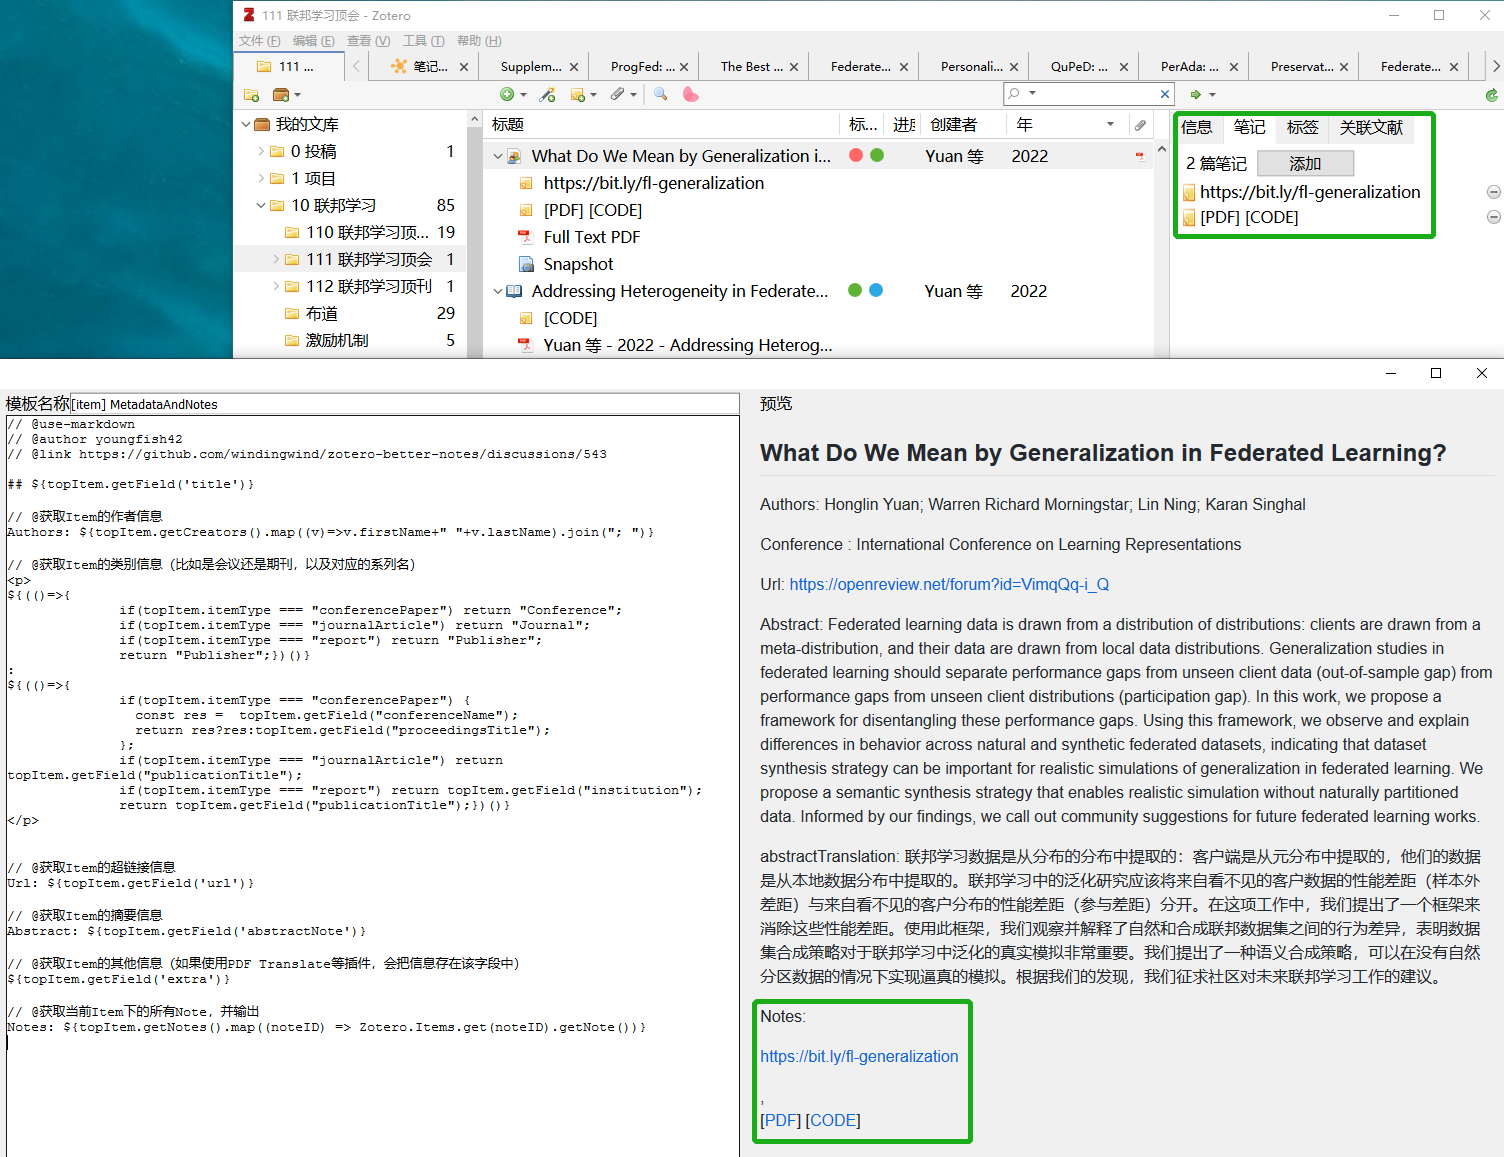 111 联邦学习顶会 - Zotero
文件 (F) 编辑 (E) 查看 (V) 工具 (T) 帮助 (H)
111 ... 笔记... Supplem... ProgFed: ... The Best ... Federate... Personali... QuPeD: ... PerAda: ... Preservat... Federate...
我的文库
0 投稿 1
1 项目 1
10 联邦学习 85
110 联邦学习顶... 19
111 联邦学习顶会 1
112 联邦学习顶刊 1
布道 29
激励机制 5
标题 标... 进度 创建者 年
What Do We Mean by Generalization i... Yuan 等 2022
https://bit.ly/fl-generalization
[PDF] [CODE]
Full Text PDF
Snapshot
Addressing Heterogeneity in Federate... Yuan 等 2022
[CODE]
Yuan 等 - 2022 - Addressing Heterog...
信息 笔记 标签 关联文献
2 篇笔记 添加
https://bit.ly/fl-generalization
[PDF] [CODE]
模板名称 [item] MetadataAndNotes
// @use-markdown
// @author youngfish42
// @link https://github.com/windingwind/zotero-better-notes/discussions/543
## ${topItem.getField('title')}
// @获取Item的作者信息
Authors: ${topItem.getCreators().map((v)=>v.firstName+" "+v.lastName).join("; ")}
// @获取Item的类别信息（比如是会议还是期刊，以及对应的系列名）
<p>
${(()=>{
if(topItem.itemType === "conferencePaper") return "Conference";
if(topItem.itemType === "journalArticle") return "Journal";
if(topItem.itemType === "report") return "Publisher";
return "Publisher";})()}
:
${(()=>{
if(topItem.itemType === "conferencePaper") {
const res =  topItem.getField("conferenceName");
return res?res:topItem.getField("proceedingsTitle");
};
if(topItem.itemType === "journalArticle") return
topItem.getField("publicationTitle");
if(topItem.itemType === "report") return topItem.getField("institution");
return topItem.getField("publicationTitle");})()}
</p>
// @获取Item的超链接信息
Url: ${topItem.getField('url')}
// @获取Item的摘要信息
Abstract: ${topItem.getField('abstractNote')}
// @获取Item的其他信息（如果使用PDF Translate等插件，会把信息存在该字段中）
${topItem.getField('extra')}
// @获取当前Item下的所有Note，并输出
Notes: ${topItem.getNotes().map((noteID) => Zotero.Items.get(noteID).getNote())}
预览
What Do We Mean by Generalization in Federated Learning?
Authors: Honglin Yuan; Warren Richard Morningstar; Lin Ning; Karan Singhal
Conference : International Conference on Learning Representations
Url: https://openreview.net/forum?id=VimqQq-i_Q
Abstract: Federated learning data is drawn from a distribution of distributions: clients are drawn from a
meta-distribution, and their data are drawn from local data distributions. Generalization studies in
federated learning should separate performance gaps from unseen client data (out-of-sample gap) from
performance gaps from unseen client distributions (participation gap). In this work, we propose a
framework for disentangling these performance gaps. Using this framework, we observe and explain
differences in behavior across natural and synthetic federated datasets, indicating that dataset
synthesis strategy can be important for realistic simulations of generalization in federated learning. We
propose a semantic synthesis strategy that enables realistic simulation without naturally partitioned
data. Informed by our findings, we call out community suggestions for future federated learning works.
abstractTranslation: 联邦学习数据是从分布的分布中提取的：客户端是从元分布中提取的，他们的数据
是从本地数据分布中提取的。联邦学习中的泛化研究应该将来自看不见的客户数据的性能差距（样本外
差距）与来自看不见的客户分布的性能差距（参与差距）分开。在这项工作中，我们提出了一个框架来
消除这些性能差距。使用此框架，我们观察并解释了自然和合成联邦数据集之间的行为差异，表明数据
集合成策略对于联邦学习中泛化的真实模拟非常重要。我们提出了一种语义合成策略，可以在没有自然
分区数据的情况下实现逼真的模拟。根据我们的发现，我们征求社区对未来联邦学习工作的建议。
Notes:
https://bit.ly/fl-generalization
,
[PDF] [CODE]